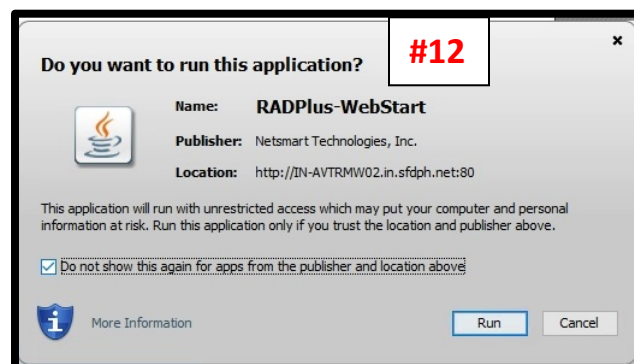 #12
Do you want to run this application?
Name: RADPlus-WebStart
Publisher: Netsmart Technologies, Inc.
Location: http://IN-AVTRMW02.in.sfdph.net:80
This application will run with unrestricted access which may put your computer and personal
information at risk. Run this application only if you trust the location and publisher above.
Do not show this again for apps from the publisher and location above
More Information
Run
Cancel